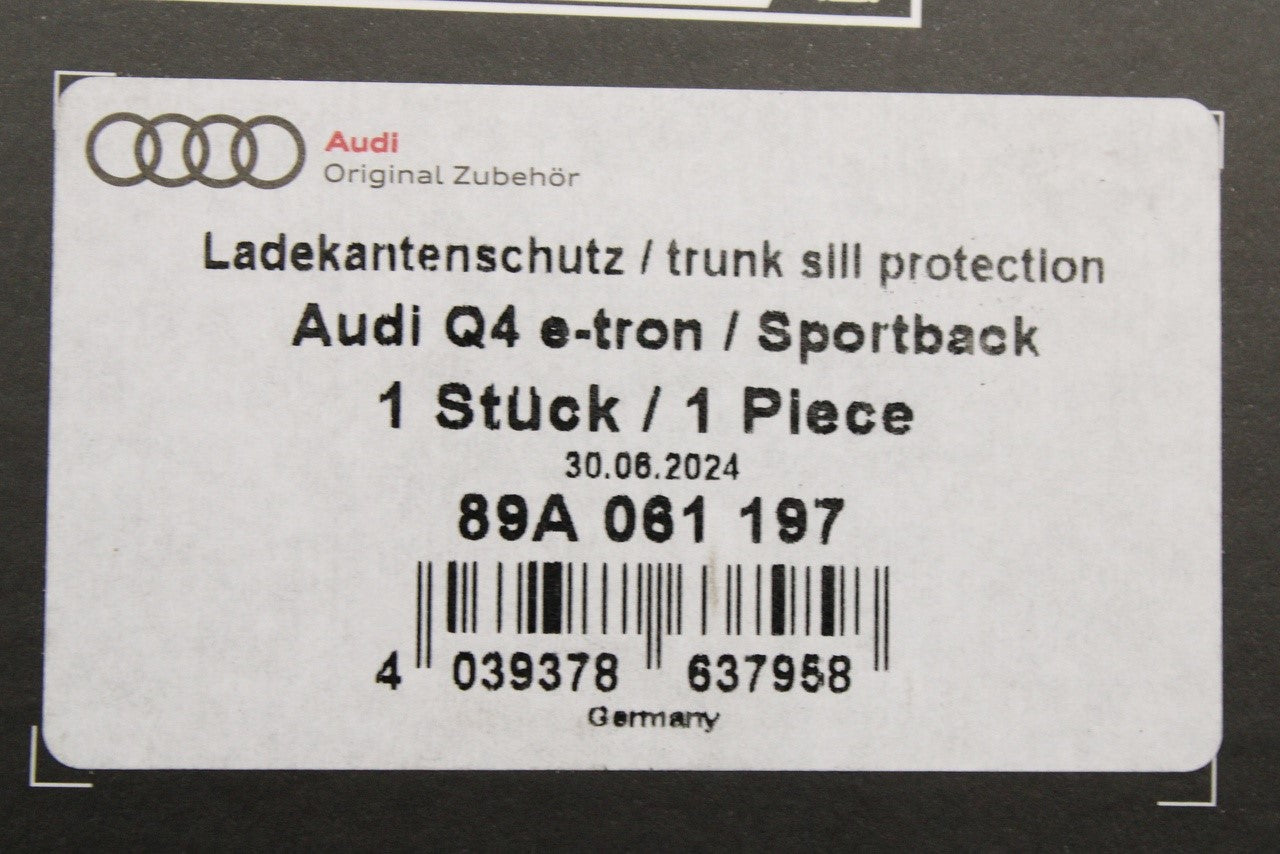 Audi
Original Zubehör
Ladekantenschutz / trunk sill protection
Audi Q4 e-tron / Sportback
1 Stück / 1 Piece
30.06.2024
89A 061 197
4 039378 637958
Germany